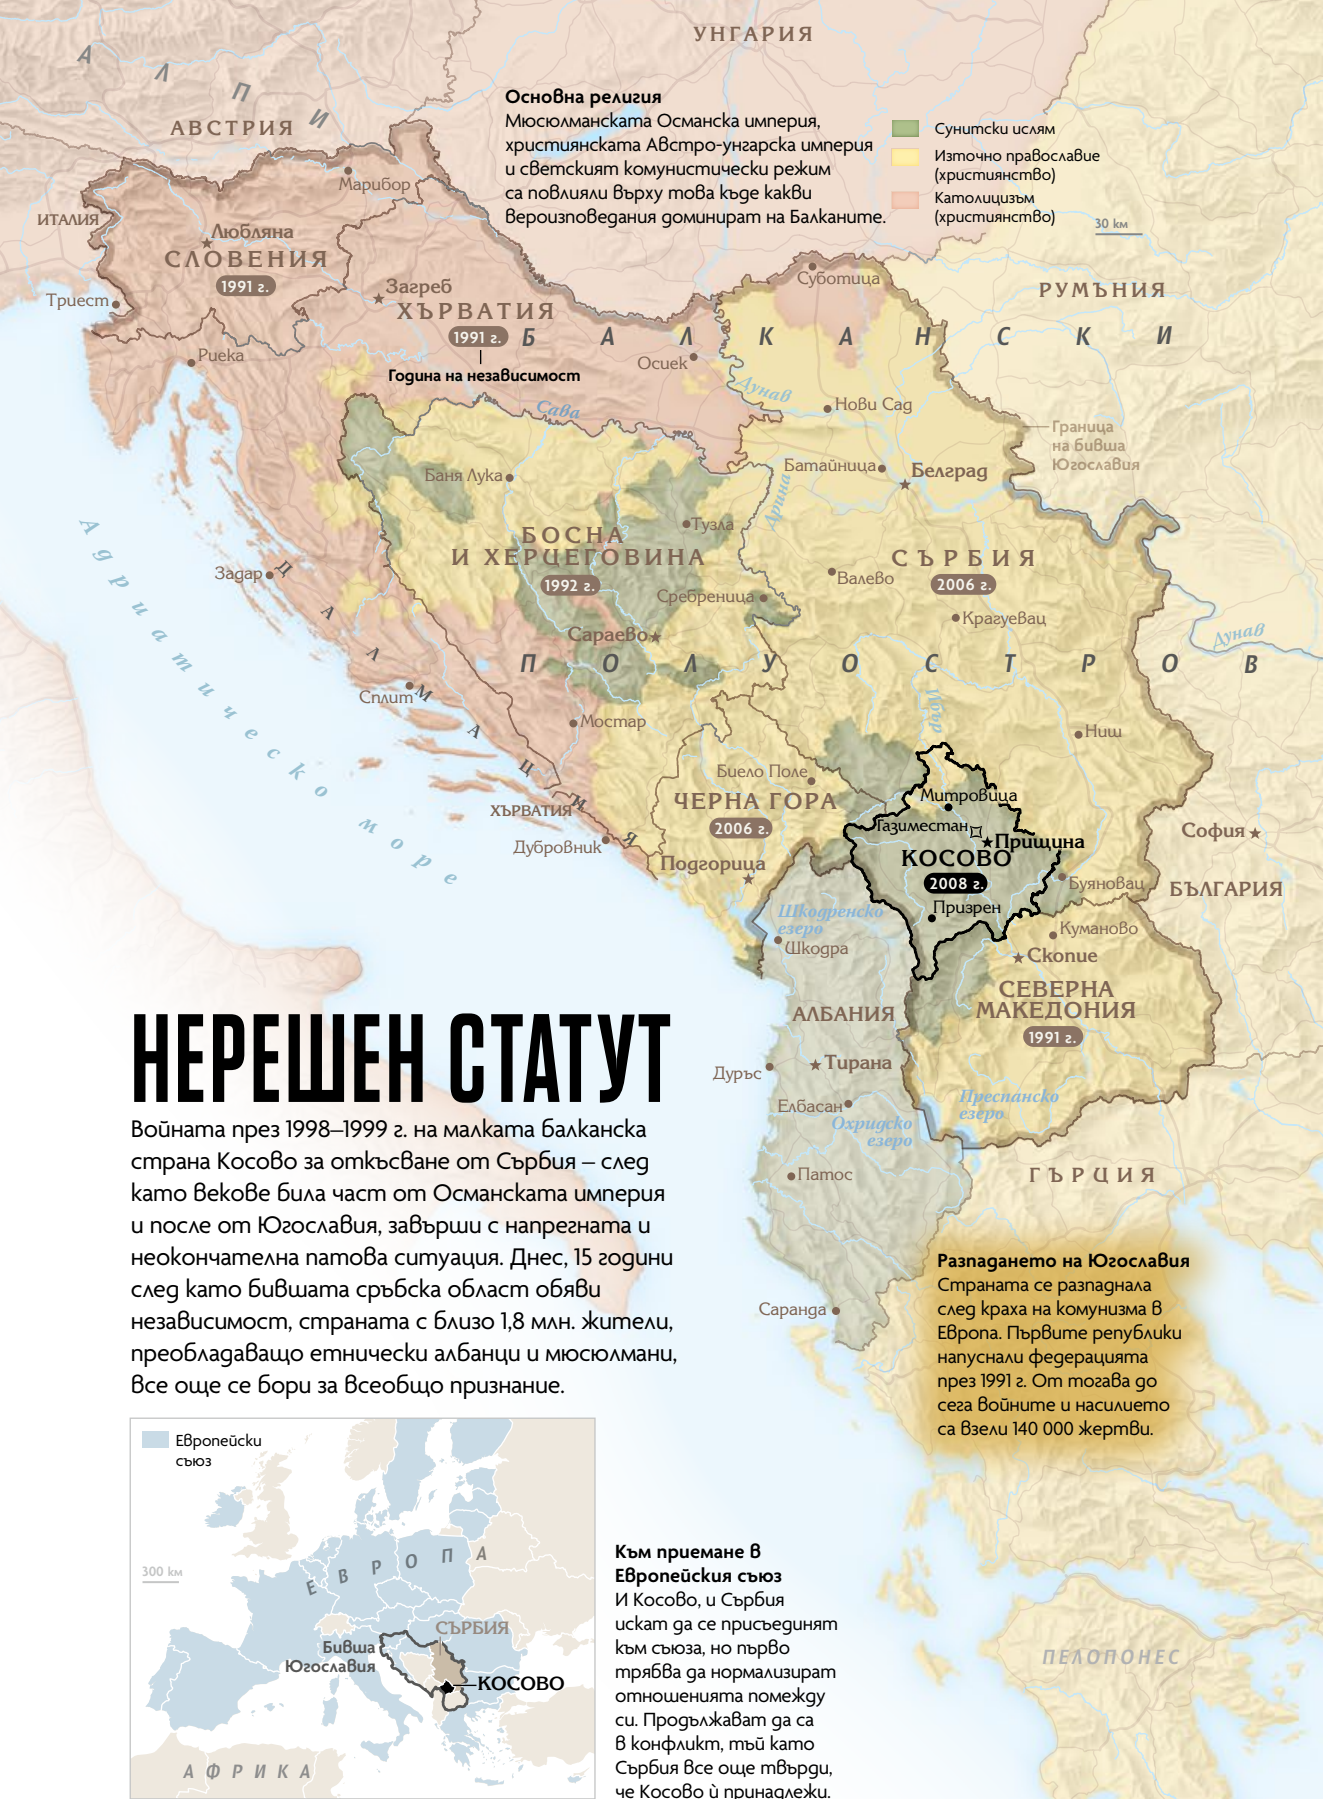 УНГАРИЯ
АЛПИ
АВСТРИЯ
Основна религия
Мюсюлманската Османска империя,
християнската Австро-унгарска империя
и светският комунистически режим
са повлияли върху това къде какви
вероизповедания доминират на Балканите.
Сунитски ислям
Източно православие
(християнство)
Католицизъм
(християнство)
30 км
ИТАЛИЯ
Марибор
Любляна
СЛОВЕНИЯ
1991 г.
Триест
Загреб
ХЪРВАТИЯ
1991 г.
Година на независимост
Суботица
РУМЪНИЯ
БАЛКАНСКИ
Риека
Осиек
Дунав
Сава
Нови Сад
Граница
на бивша
Югославия
Баня Лука
Батайница
Белград
Дрина
Тузла
БОСНА
И ХЕРЦЕГОВИНА
1992 г.
СЪРБИЯ
2006 г.
Валево
Сребреница
Крагуевац
Задар
Адриатическо море
ДАЛМАЦИЯ
Сараево
Дунав
ПОЛУОСТРОВ
Сплит
Мостар
Ибър
Ниш
Биело Поле
ЧЕРНА ГОРА
2006 г.
Митровица
Газиместан
Прищина
КОСОВО
2008 г.
Призрен
ХЪРВАТИЯ
Дубровник
Подгорица
София
БЪЛГАРИЯ
Буяновац
Шкодренско
езеро
Шкодра
Куманово
Скопие
СЕВЕРНА
МАКЕДОНИЯ
1991 г.
АЛБАНИЯ
Тирана
Дуръс
Елбасан
Охридско
езеро
Преспанско
езеро
Патос
ГЪРЦИЯ
Саранда
НЕРЕШЕН СТАТУТ
Войната през 1998–1999 г. на малката балканска
страна Косово за откъсване от Сърбия – след
като векове била част от Османската империя
и после от Югославия, завърши с напрегната и
неокончателна патова ситуация. Днес, 15 години
след като бившата сръбска област обяви
независимост, страната с близо 1,8 млн. жители,
преобладаващо етнически албанци и мюсюлмани,
все още се бори за всеобщо признание.
Разпадането на Югославия
Страната се разпаднала
след краха на комунизма в
Европа. Първите републики
напуснали федерацията
през 1991 г. От тогава до
сега войните и насилието
са взели 140 000 жертви.
Европейски
съюз
300 км
ЕВРОПА
СЪРБИЯ
Бивша
Югославия
КОСОВО
АФРИКА
Към приемане в
Европейския съюз
И Косово, и Сърбия
искат да се присъединят
към съюза, но първо
трябва да нормализират
отношенията помежду
си. Продължават да са
в конфликт, тъй като
Сърбия все още твърди,
че Косово ѝ принадлежи.
ПЕЛОПОНЕС